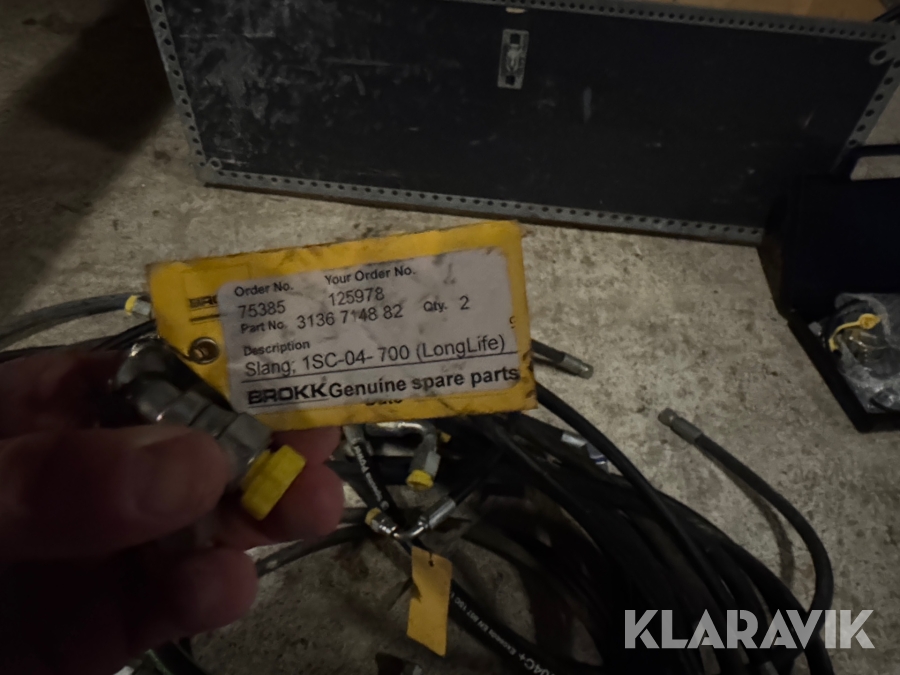 Order No. Your Order No.
75385 125978
Part No. 3136 7148 82 Qty. 2
Description
Slang; 1SC-04-700 (LongLife)
BROKK Genuine spare parts
KLARAVIK